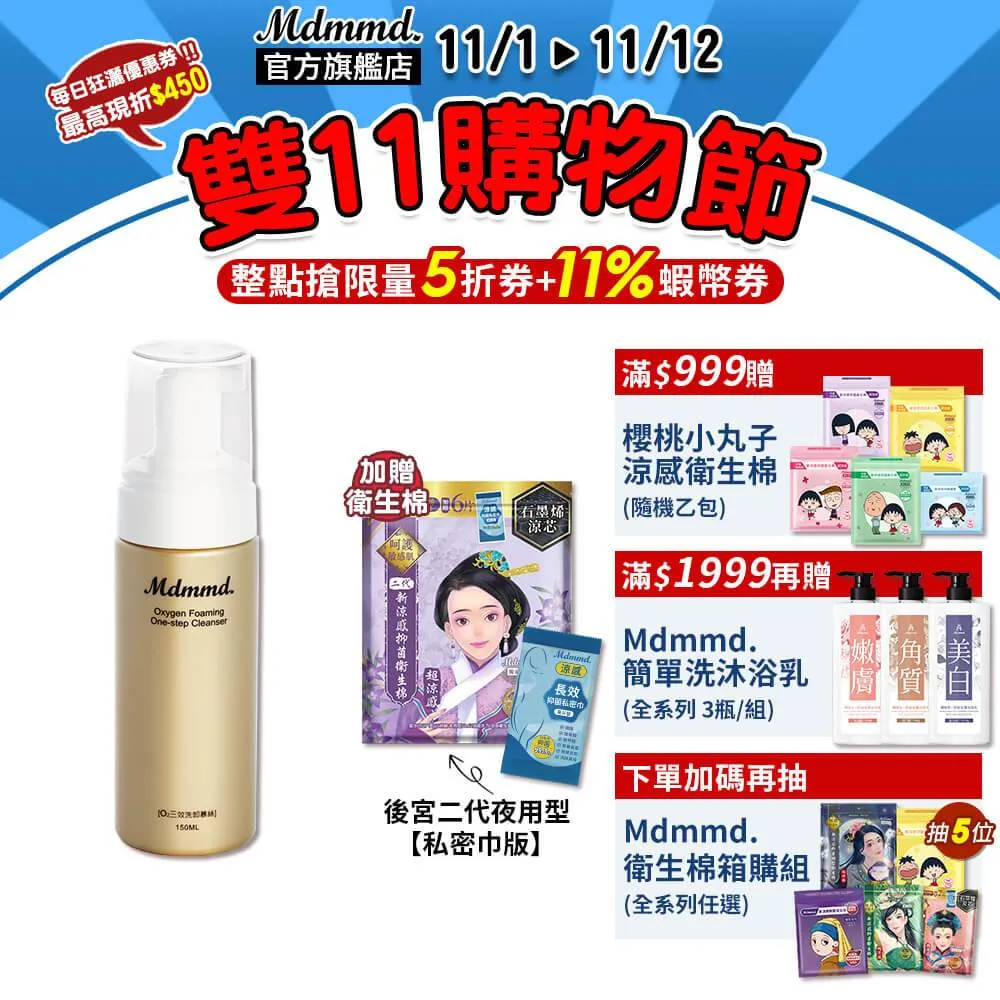 Mdmmd.
官方旗艦店
11/1 ▶ 11/12
每日狂灑優惠券!!
最高現折$450
雙11購物節
整點搶限量5折券+11%蝦幣券
Mdmmd.
Oxygen Foaming
One-step Cleanser
[O₂三效洗卸慕絲]
150ML
加贈
衛生棉
6片
石墨烯
涼芯
呵護
敏感肌
二代
新涼感抑菌衛生棉
超涼感
Mdmmd.
涼感
長效
抑菌私密巾
後宮二代夜用型
【私密巾版】
滿$999贈
櫻桃小丸子
涼感衛生棉
(隨機乙包)
滿$1999再贈
Mdmmd.
簡單洗沐浴乳
(全系列 3瓶/組)
嫩膚
角質
美白
下單加碼再抽
Mdmmd.
衛生棉箱購組
(全系列任選)
抽5位